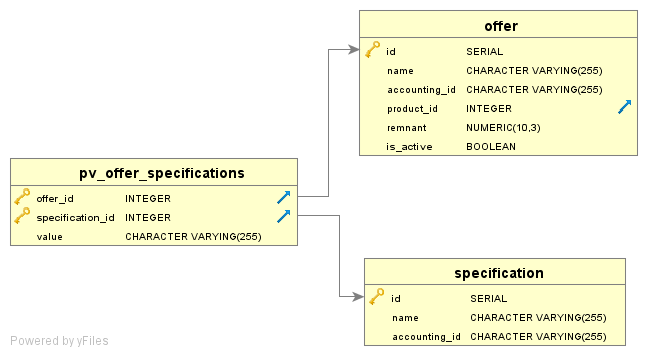 offer
id SERIAL
name CHARACTER VARYING(255)
accounting_id CHARACTER VARYING(255)
product_id INTEGER
remnant NUMERIC(10,3)
is_active BOOLEAN
pv_offer_specifications
offer_id INTEGER
specification_id INTEGER
value CHARACTER VARYING(255)
specification
id SERIAL
name CHARACTER VARYING(255)
accounting_id CHARACTER VARYING(255)
Powered by yFiles